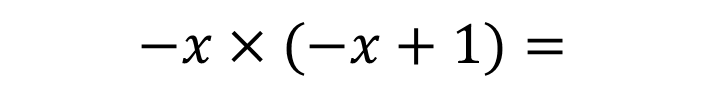 −x × (−x + 1) =